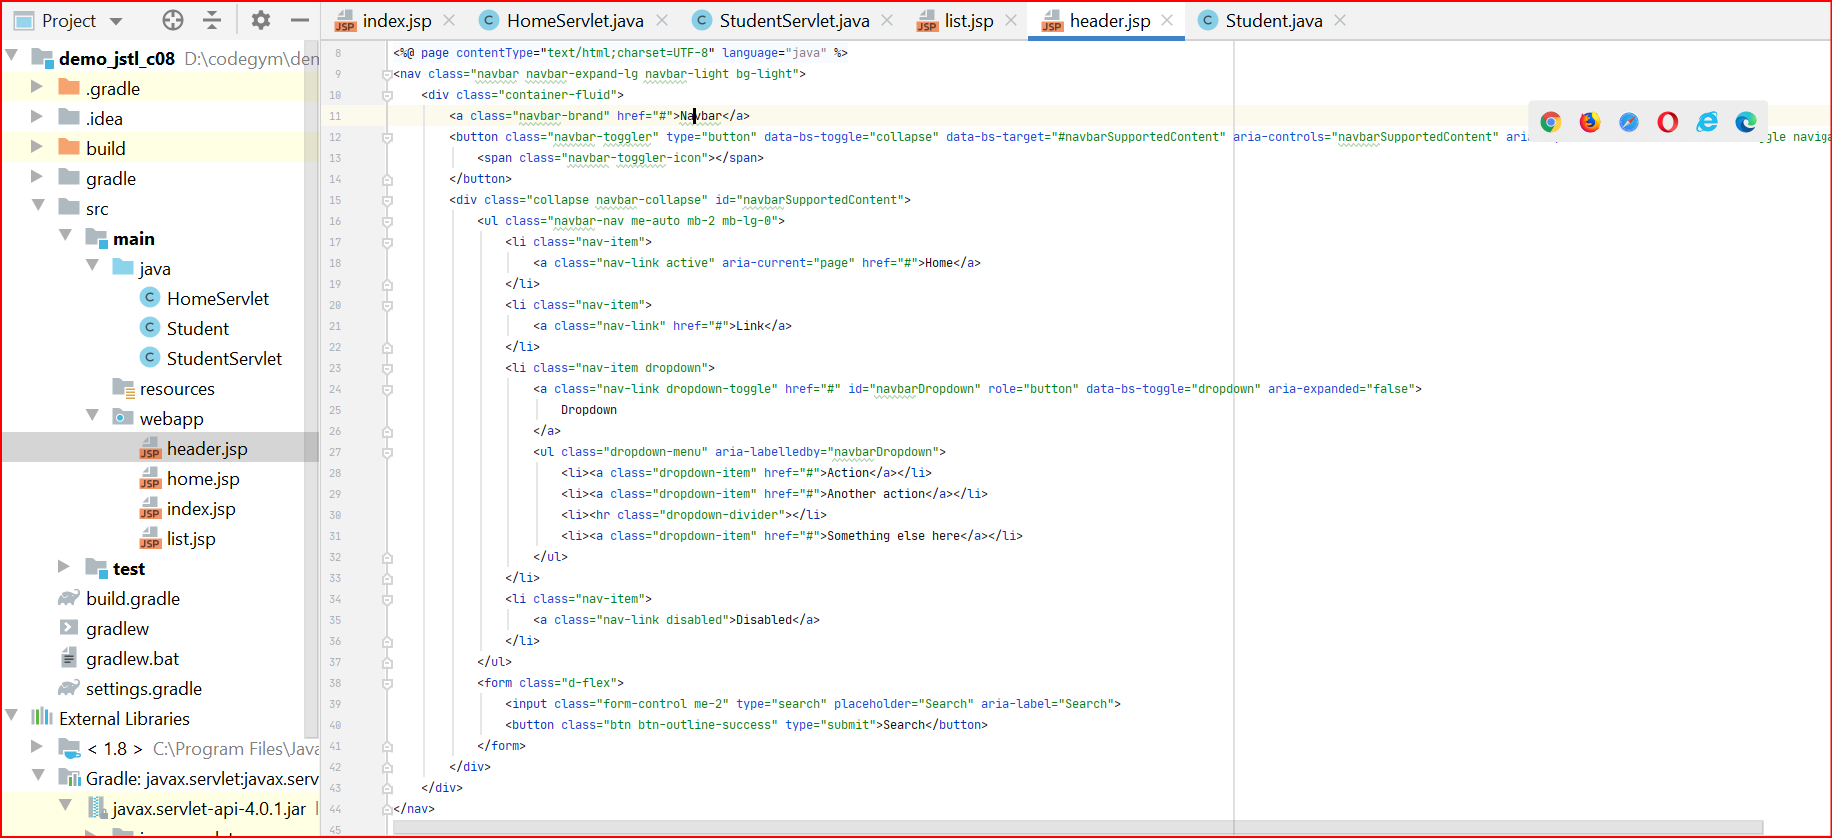 Project
index.jsp
HomeServlet.java
StudentServlet.java
list.jsp
header.jsp
Student.java
demo_jstl_c08 D:\codegym\den
.gradle
.idea
build
gradle
src
main
java
HomeServlet
Student
StudentServlet
resources
webapp
header.jsp
home.jsp
index.jsp
list.jsp
test
build.gradle
gradlew
gradlew.bat
settings.gradle
External Libraries
< 1.8 > C:\Program Files\Java
Gradle: javax.servlet:javax.serv
javax.servlet-api-4.0.1.jar
8 <%@ page contentType="text/html;charset=UTF-8" language="java" %>
9 <nav class="navbar navbar-expand-lg navbar-light bg-light">
10 <div class="container-fluid">
11 <a class="navbar-brand" href="#">Navbar</a>
12 <button class="navbar-toggler" type="button" data-bs-toggle="collapse" data-bs-target="#navbarSupportedContent" aria-controls="navbarSupportedContent" aria ggle naviga
13 <span class="navbar-toggler-icon"></span>
14 </button>
15 <div class="collapse navbar-collapse" id="navbarSupportedContent">
16 <ul class="navbar-nav me-auto mb-2 mb-lg-0">
17 <li class="nav-item">
18 <a class="nav-link active" aria-current="page" href="#">Home</a>
19 </li>
20 <li class="nav-item">
21 <a class="nav-link" href="#">Link</a>
22 </li>
23 <li class="nav-item dropdown">
24 <a class="nav-link dropdown-toggle" href="#" id="navbarDropdown" role="button" data-bs-toggle="dropdown" aria-expanded="false">
25 Dropdown
26 </a>
27 <ul class="dropdown-menu" aria-labelledby="navbarDropdown">
28 <li><a class="dropdown-item" href="#">Action</a></li>
29 <li><a class="dropdown-item" href="#">Another action</a></li>
30 <li><hr class="dropdown-divider"></li>
31 <li><a class="dropdown-item" href="#">Something else here</a></li>
32 </ul>
33 </li>
34 <li class="nav-item">
35 <a class="nav-link disabled">Disabled</a>
36 </li>
37 </ul>
38 <form class="d-flex">
39 <input class="form-control me-2" type="search" placeholder="Search" aria-label="Search">
40 <button class="btn btn-outline-success" type="submit">Search</button>
41 </form>
42 </div>
43 </div>
44 </nav>
45